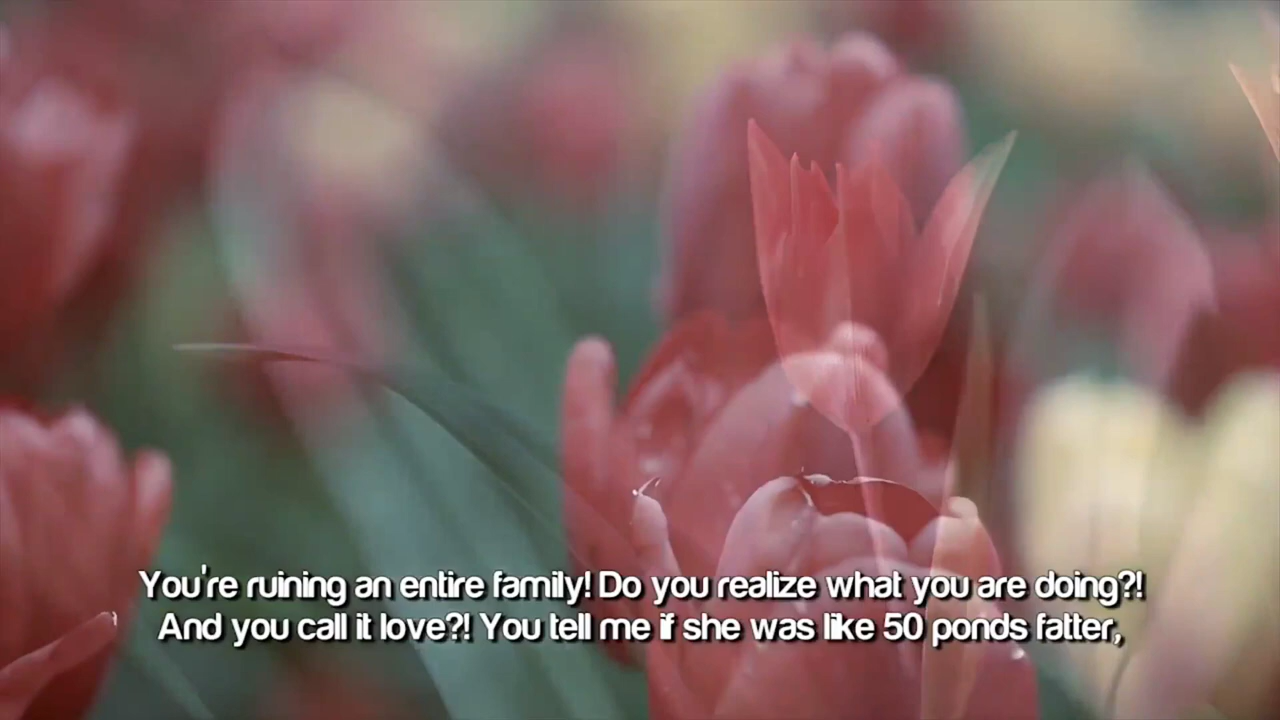 You're ruining an entire family! Do you realize what you are doing?!
And you call it love?! You tell me if she was like 50 ponds fatter,